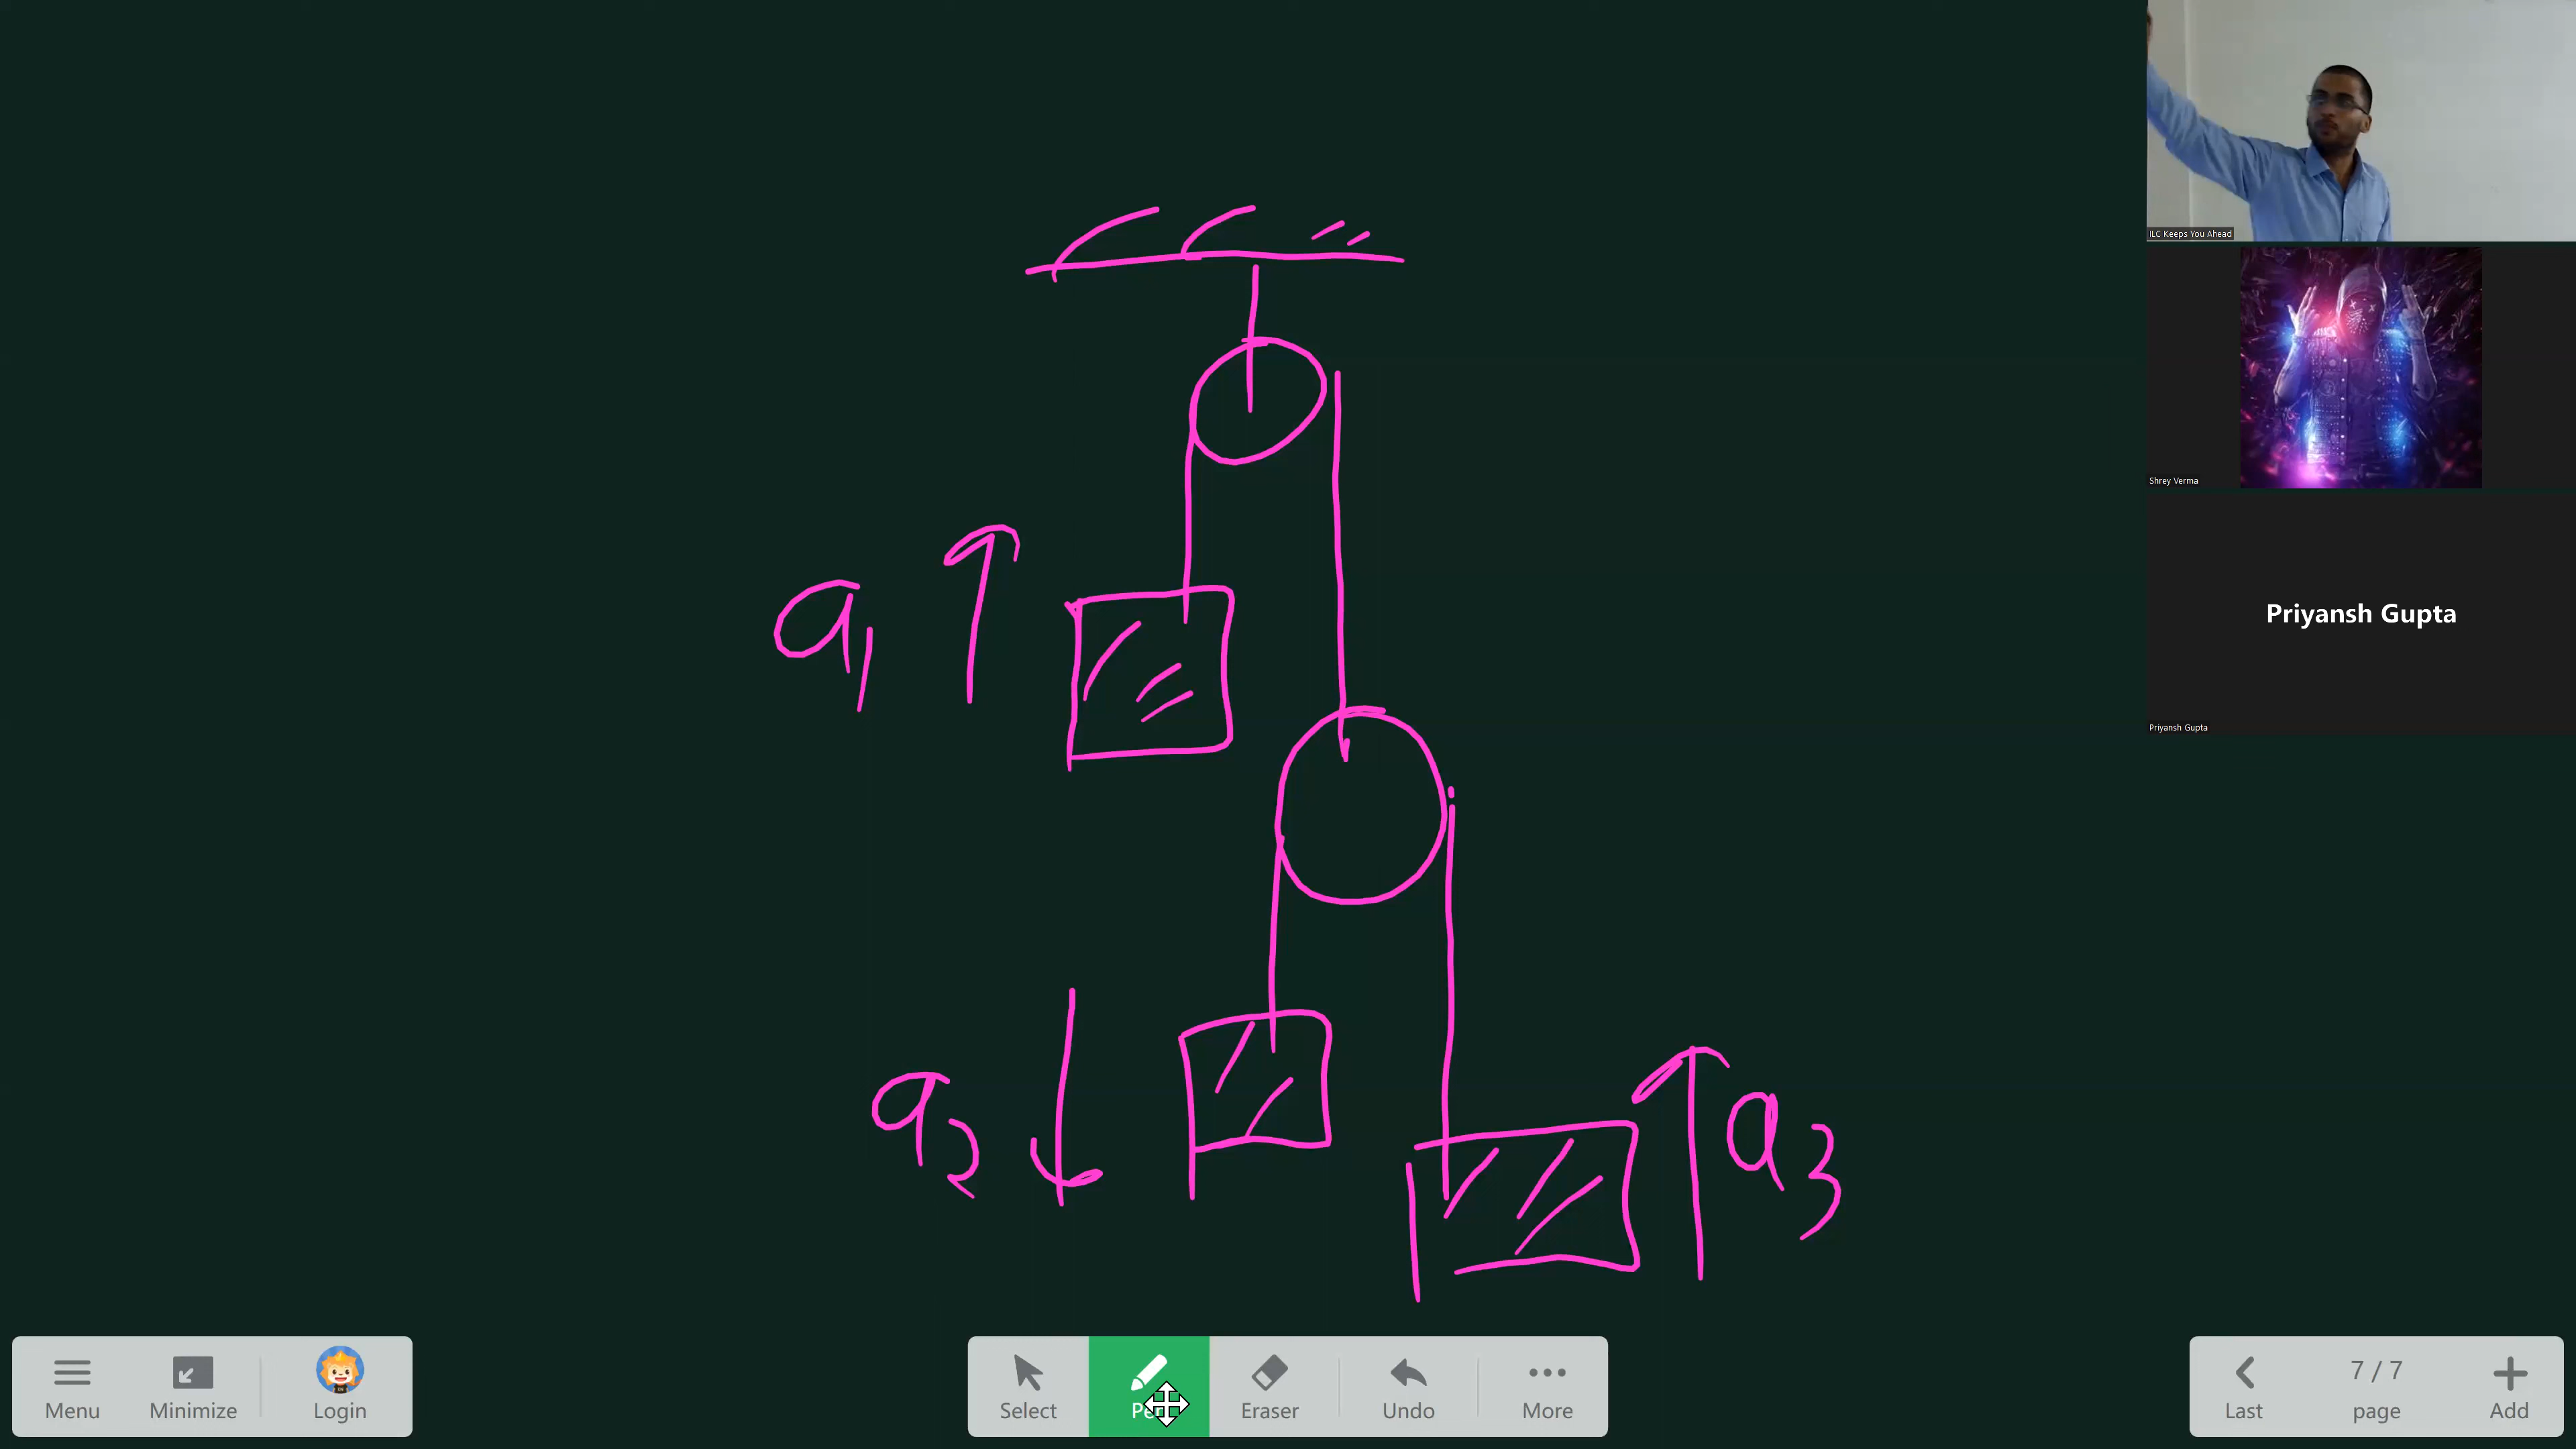 ILC Keeps You Ahead
Shrey Verma
Priyansh Gupta
Priyansh Gupta
a1
a2
a3
Menu
Minimize
Login
Select
Pen
Eraser
Undo
More
Last
7 / 7
page
Add